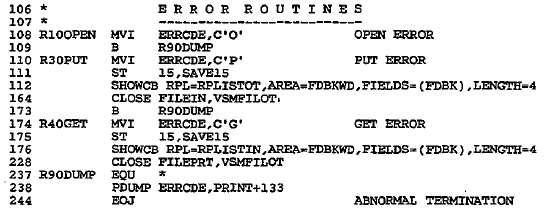 106 * E R R O R R O U T I N E S
107 * -------------------------
108 R10OPEN MVI ERRCDE,C'O' OPEN ERROR
109 B R90DUMP
110 R30PUT MVI ERRCDE,C'P' PUT ERROR
111 ST 15,SAVE15
112 SHOWCB RPL=RPLISTOT,AREA=FDBKWD,FIELDS=(FDBK),LENGTH=4
164 CLOSE FILEIN,VSMFILOT
173 B R90DUMP
174 R40GET MVI ERRCDE,C'G' GET ERROR
175 ST 15,SAVE15
176 SHOWCB RPL=RPLISTIN,AREA=FDBKWD,FIELDS=(FDBK),LENGTH=4
228 CLOSE FILEPRT,VSMFILOT
237 R90DUMP EQU *
238 PDUMP ERRCDE,PRINT+133
244 EOJ ABNORMAL TERMINATION